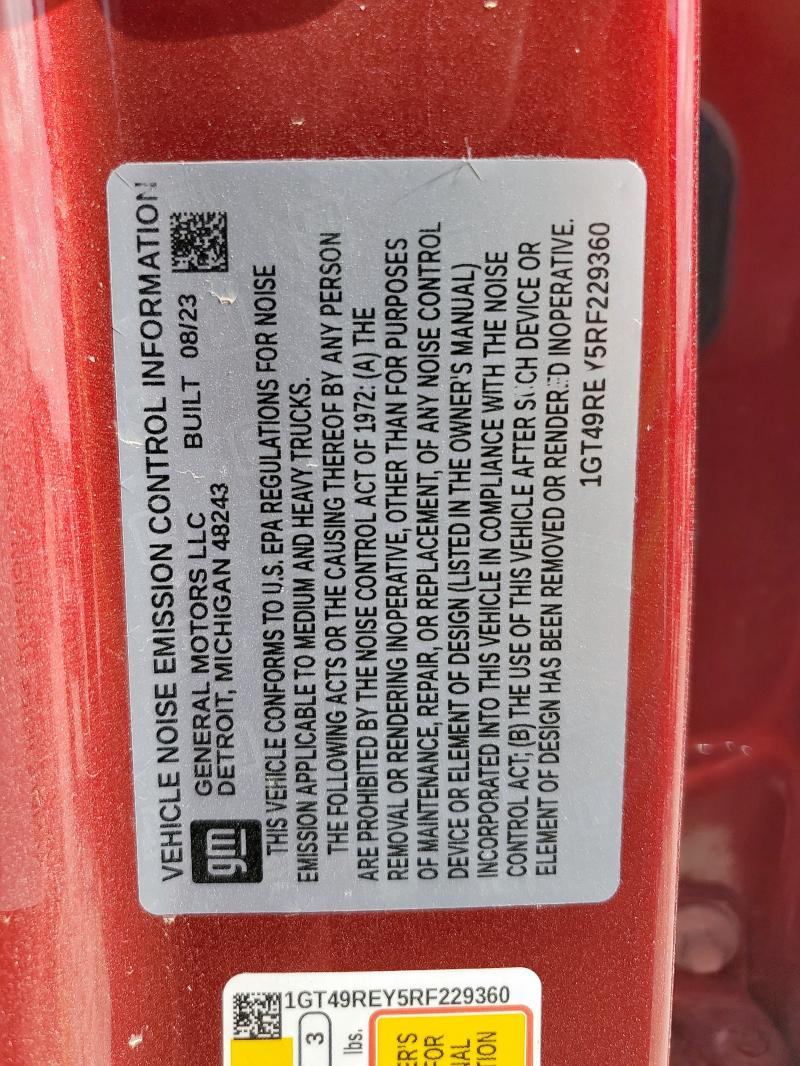 VEHICLE NOISE EMISSION CONTROL INFORMATION
gm
GENERAL MOTORS LLC
DETROIT, MICHIGAN 48243
BUILT 08/23
THIS VEHICLE CONFORMS TO U.S. EPA REGULATIONS FOR NOISE
EMISSION APPLICABLE TO MEDIUM AND HEAVY TRUCKS.
THE FOLLOWING ACTS OR THE CAUSING THEREOF BY ANY PERSON
ARE PROHIBITED BY THE NOISE CONTROL ACT OF 1972: (A) THE
REMOVAL OR RENDERING INOPERATIVE, OTHER THAN FOR PURPOSES
OF MAINTENANCE, REPAIR, OR REPLACEMENT, OF ANY NOISE CONTROL
DEVICE OR ELEMENT OF DESIGN (LISTED IN THE OWNER'S MANUAL)
INCORPORATED INTO THIS VEHICLE IN COMPLIANCE WITH THE NOISE
CONTROL ACT; (B) THE USE OF THIS VEHICLE AFTER SUCH DEVICE OR
ELEMENT OF DESIGN HAS BEEN REMOVED OR RENDERED INOPERATIVE.
1GT49RE Y5RF229360
1GT49REY5RF229360
3
lbs.
ER'S
FOR
NAL
TION